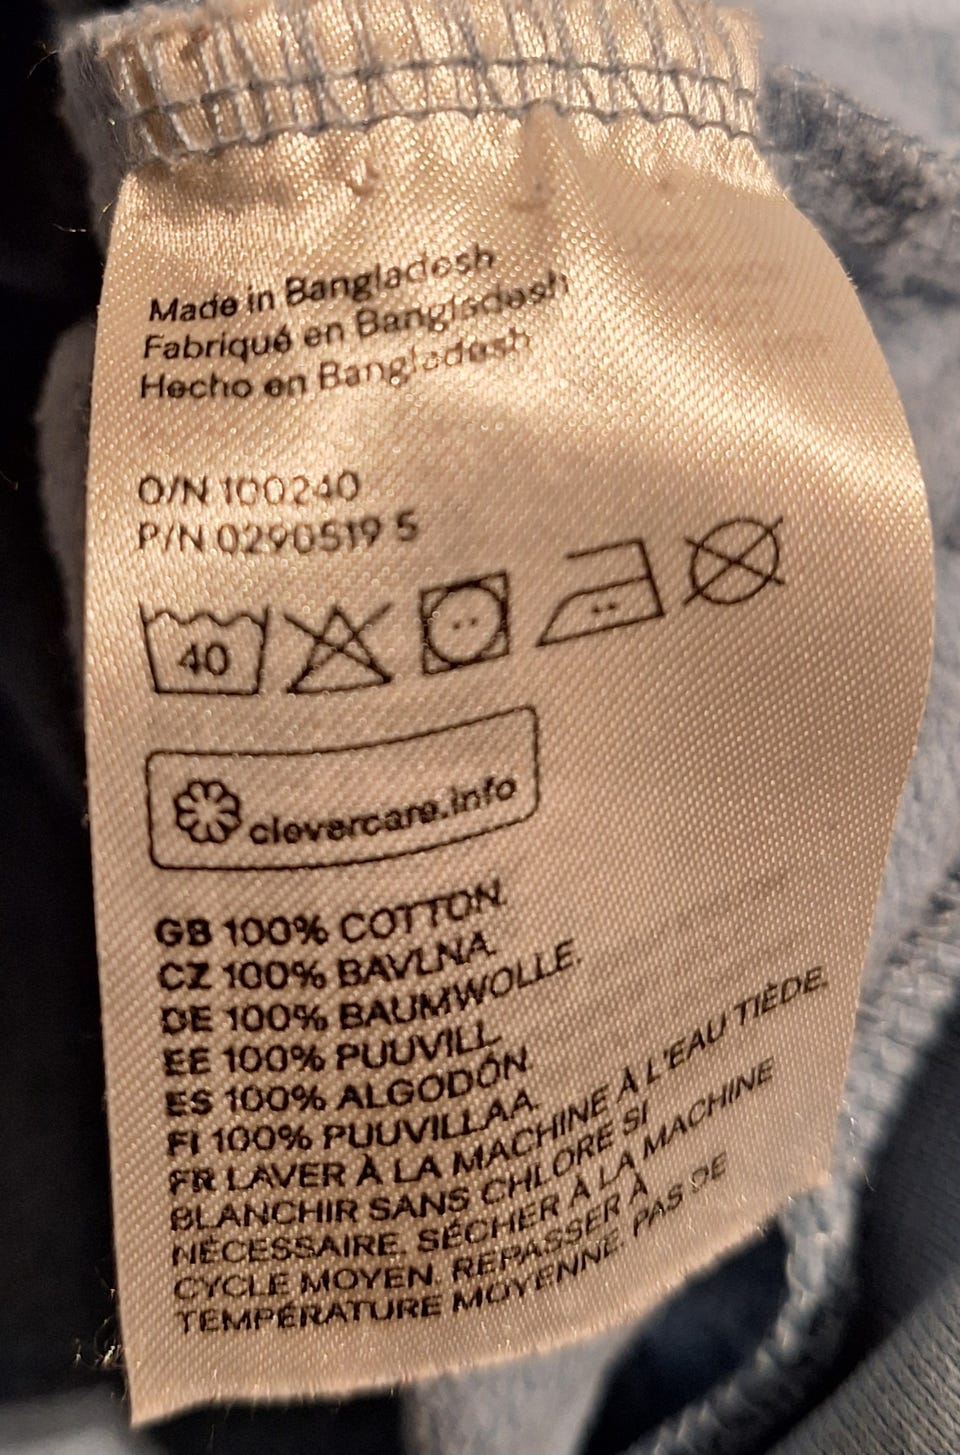 Made in Bangladesh
Fabriqué en Bangladesh
Hecho en Bangladesh
O/N 100240
P/N 0290519 5
40
clevercare.info
GB 100% COTTON.
CZ 100% BAVLNA.
DE 100% BAUMWOLLE.
EE 100% PUUVILL.
ES 100% ALGODÓN.
FI 100% PUUVILLAA.
FR LAVER À LA MACHINE À L'EAU TIÈDE.
BLANCHIR SANS CHLORE SI
NÉCESSAIRE. SÉCHER À LA MACHINE
CYCLE MOYEN. REPASSER À
TEMPÉRATURE MOYENNE. PAS DE